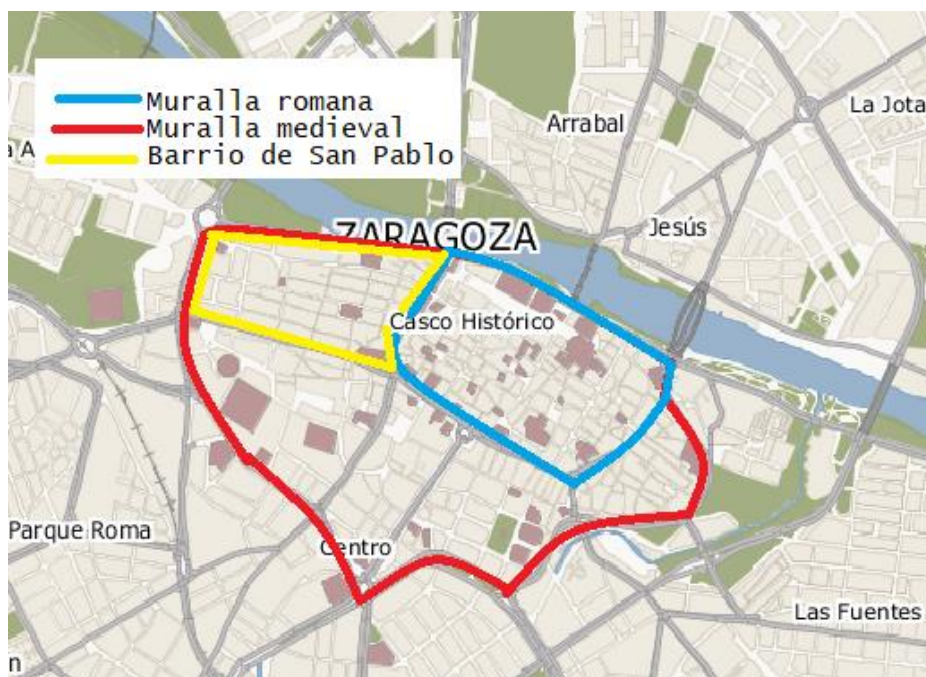 Muralla romana
Muralla medieval
Barrio de San Pablo
La Jota
Arrabal
a A
Jesús
ZARAGOZA
Casco Histórico
Parque Roma
Centro
Las Fuentes
n